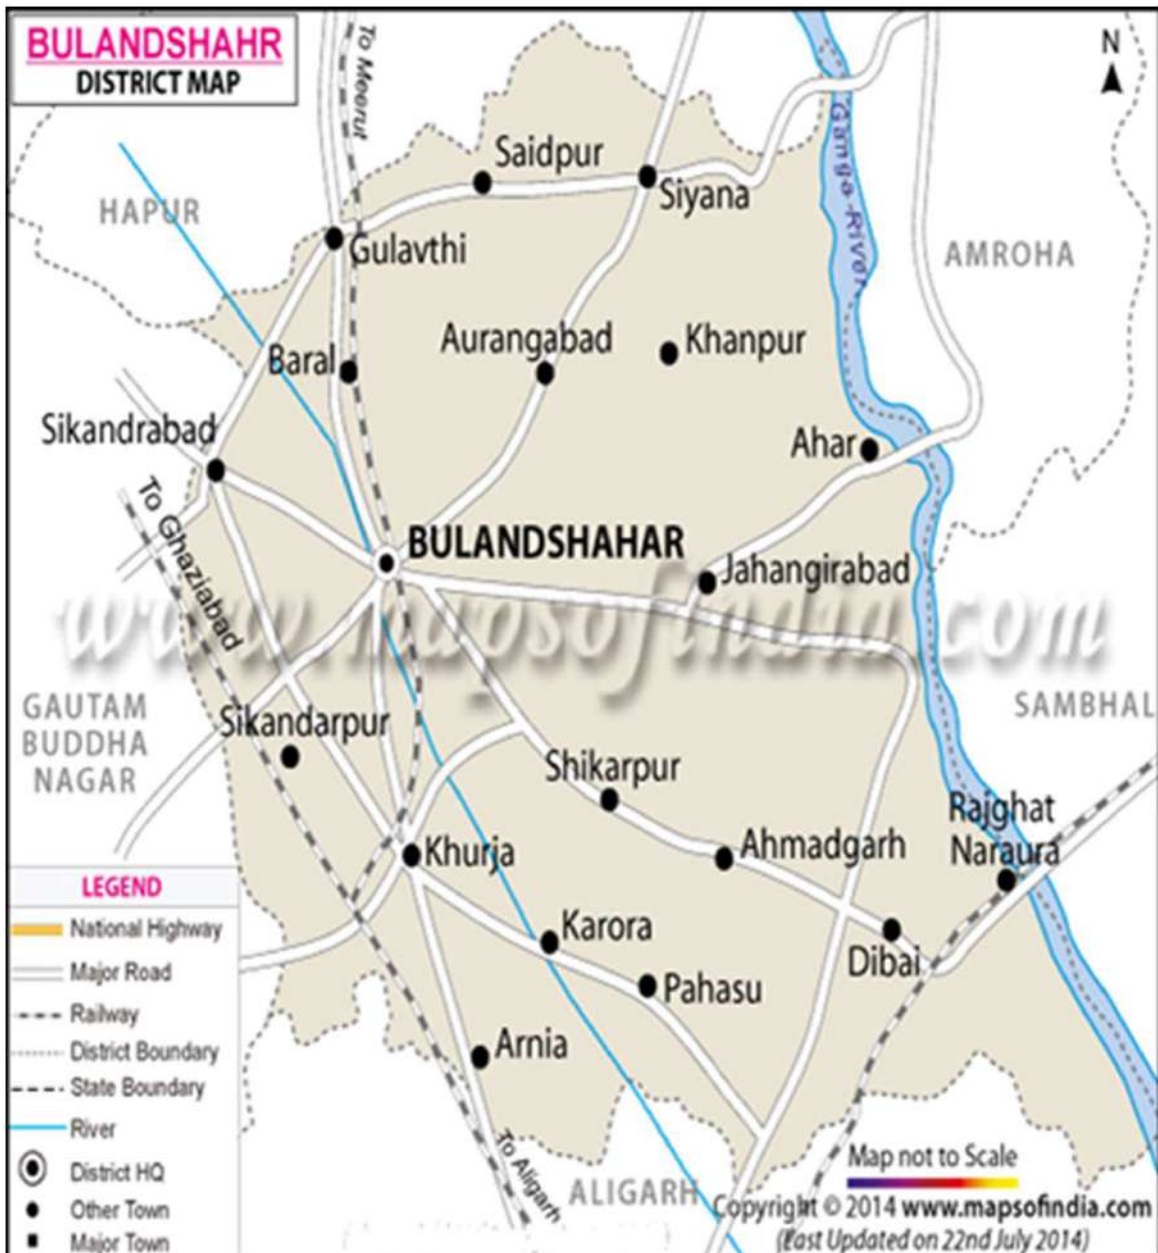 BULANDSHAHR
DISTRICT MAP
To Meerut
N
Ganga River
Saidpur
Siyana
HAPUR
Gulavthi
AMROHA
Aurangabad
Khanpur
Baral
Sikandrabad
Ahar
To Ghaziabad
BULANDSHAHAR
Jahangirabad
www.mapsofindia.com
GAUTAM
BUDDHA
NAGAR
SAMBHAL
Sikandarpur
Shikarpur
Rajghat
Naraura
Khurja
Ahmadgarh
Karora
Dibai
Pahasu
Arnia
To Aligarh
ALIGARH
LEGEND
National Highway
Major Road
Railway
District Boundary
State Boundary
River
District HQ
Other Town
Major Town
Map not to Scale
Copyright © 2014 www.mapsofindia.com
(Last Updated on 22nd July 2014)